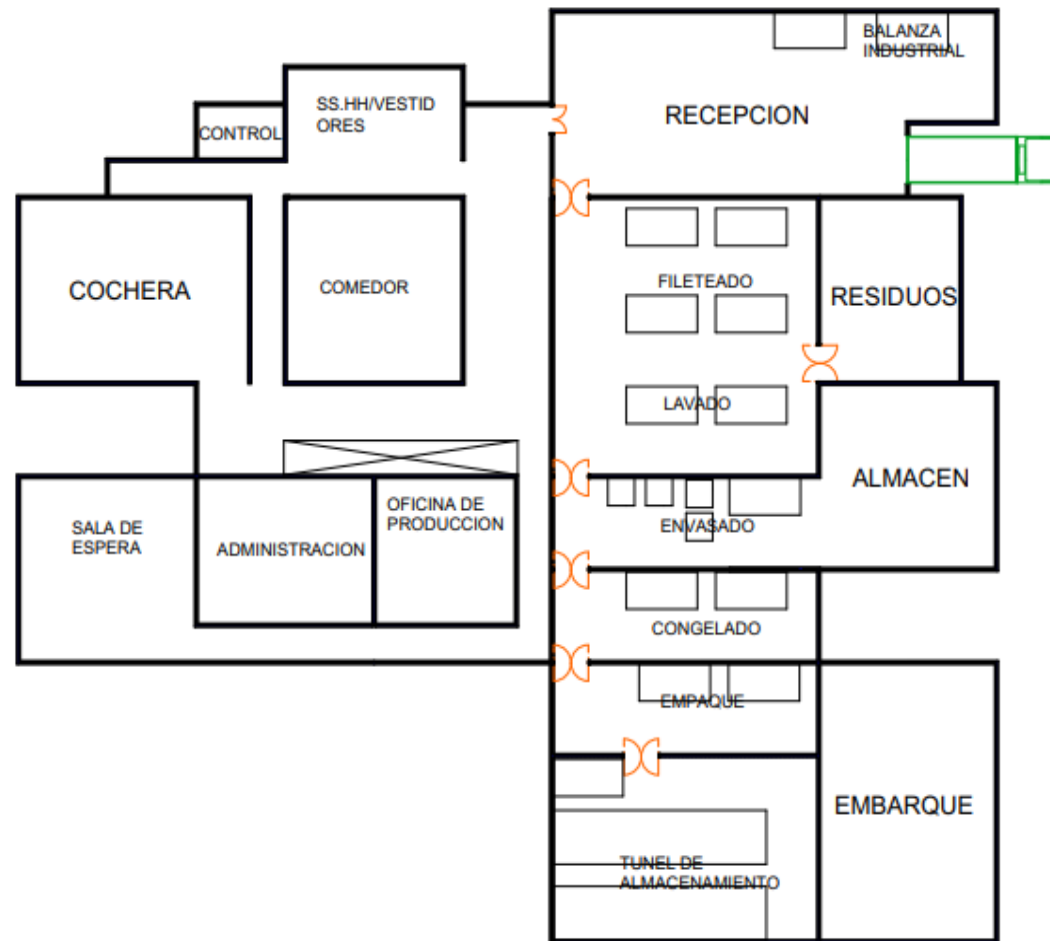 BALANZA
INDUSTRIAL
SS.HH/VESTID
ORES
RECEPCION
CONTROL
COCHERA
COMEDOR
FILETEADO
RESIDUOS
LAVADO
ALMACEN
SALA DE
ESPERA
ADMINISTRACION
OFICINA DE
PRODUCCION
ENVASADO
CONGELADO
EMPAQUE
EMBARQUE
TUNEL DE
ALMACENAMIENTO